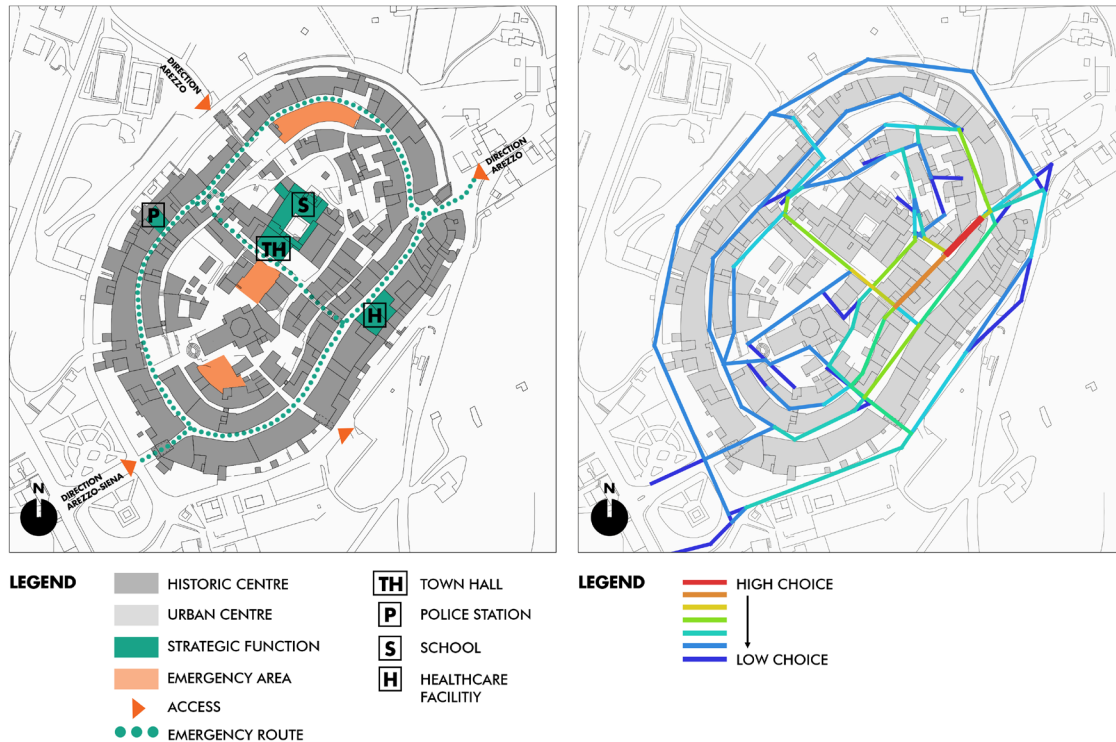 DIRECTION
AREZZO
DIRECTION
AREZZO
P
S
TH
H
DIRECTION
AREZZO-SIENA
N
N
LEGEND
HISTORIC CENTRE
URBAN CENTRE
STRATEGIC FUNCTION
EMERGENCY AREA
ACCESS
EMERGENCY ROUTE
TH TOWN HALL
P POLICE STATION
S SCHOOL
H HEALTHCARE
FACILITIY
LEGEND
HIGH CHOICE
LOW CHOICE